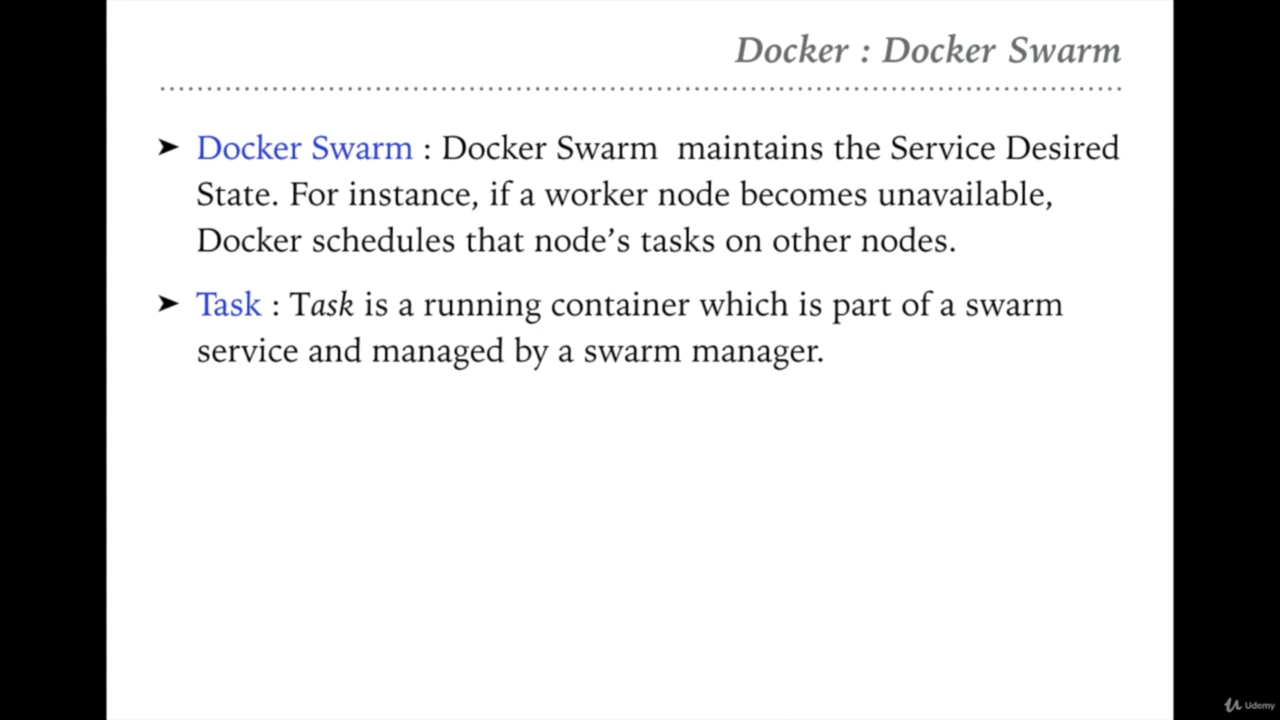 Docker : Docker Swarm
➤ Docker Swarm : Docker Swarm maintains the Service Desired
State. For instance, if a worker node becomes unavailable,
Docker schedules that node’s tasks on other nodes.
➤ Task : Task is a running container which is part of a swarm
service and managed by a swarm manager.
Udemy